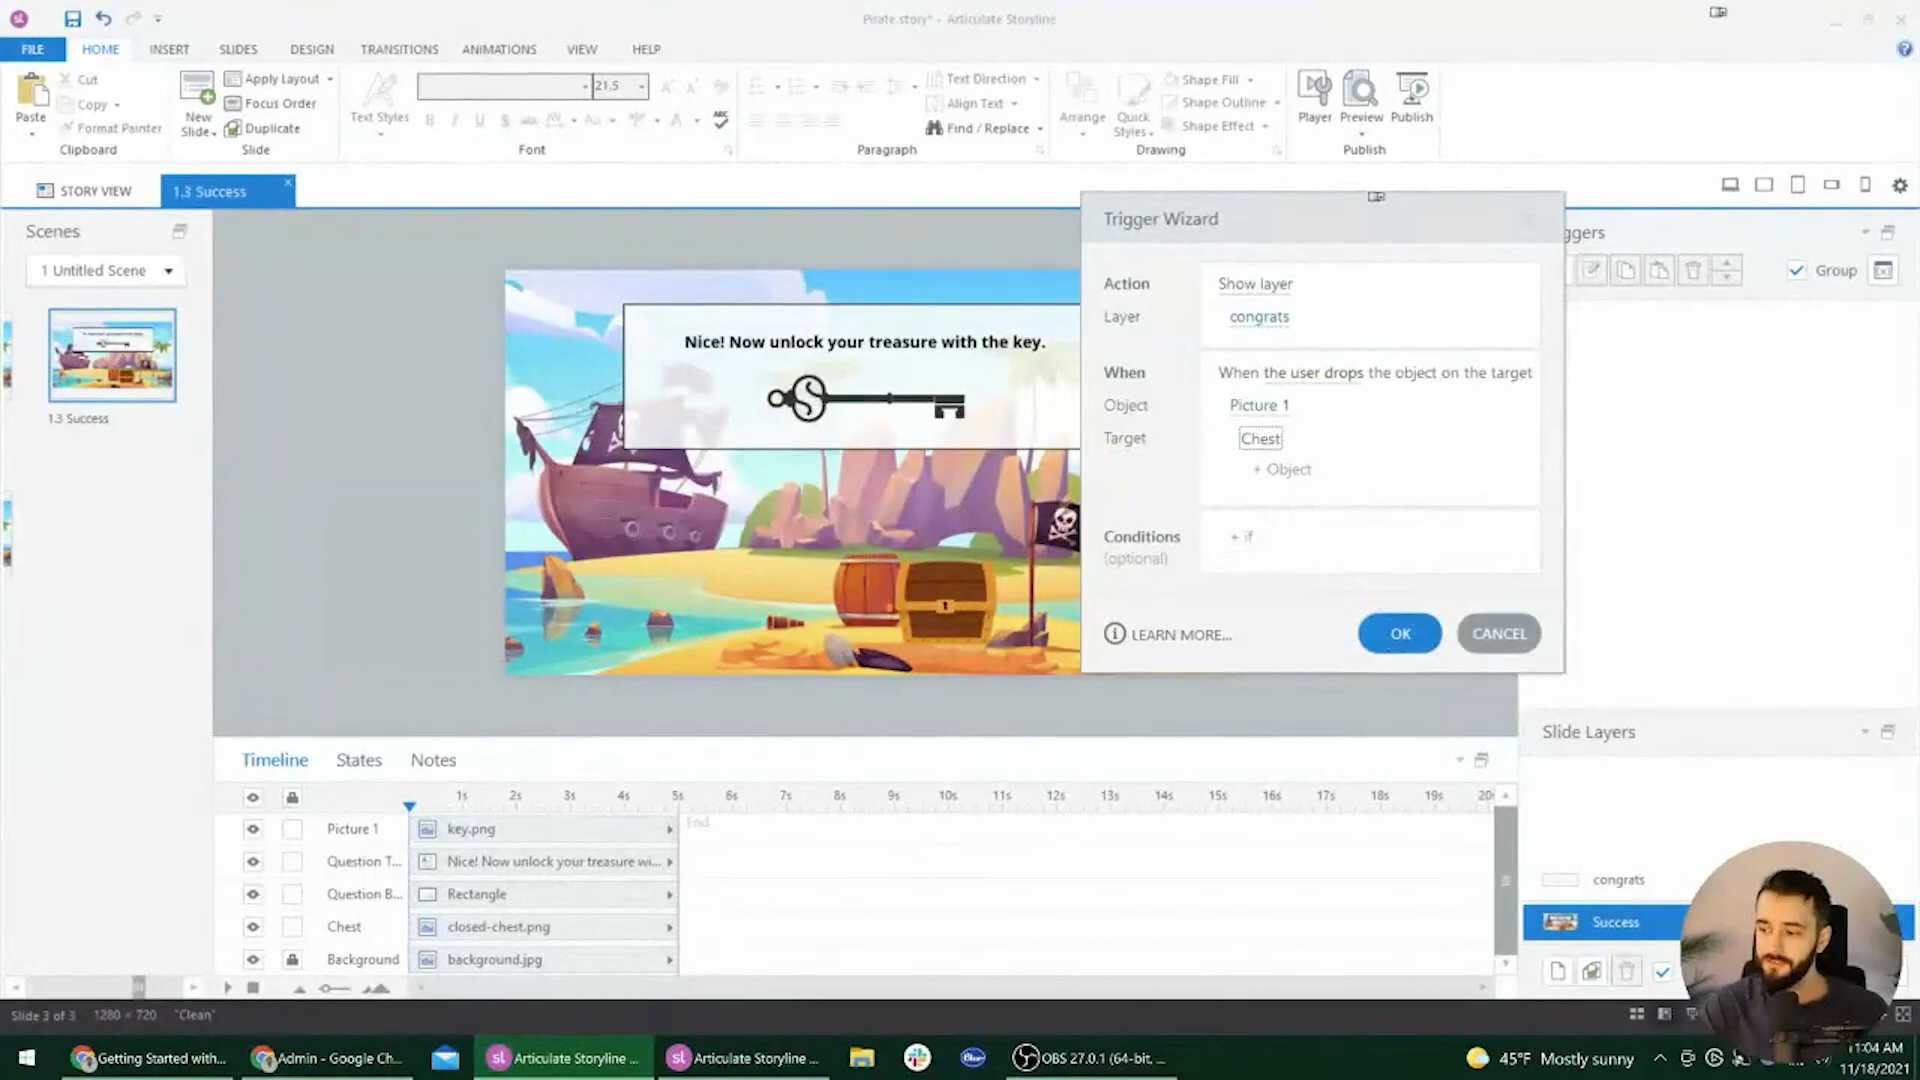 Pirate.story* - Articulate Storyline
FILE
HOME
INSERT
SLIDES
DESIGN
TRANSITIONS
ANIMATIONS
VIEW
HELP
Paste
Cut
Copy
Format Painter
Clipboard
New Slide
Apply Layout
Focus Order
Duplicate
Slide
Text Styles
21.5
Font
Text Direction
Align Text
Find / Replace
Paragraph
Arrange
Quick Styles
Shape Fill
Shape Outline
Shape Effect
Drawing
Player
Preview
Publish
Publish
STORY VIEW
1.3 Success
Scenes
1 Untitled Scene
1.3 Success
Nice! Now unlock your treasure with the key.
Trigger Wizard
Action
Show layer
Layer
congrats
When
When the user drops the object on the target
Object
Picture 1
Target
Chest
+ Object
Conditions
(optional)
+ if
LEARN MORE...
OK
CANCEL
ggers
Group
Timeline
States
Notes
1s 2s 3s 4s 5s 6s 7s 8s 9s 10s 11s 12s 13s 14s 15s 16s 17s 18s 19s 20
End
Picture 1
key.png
Question T...
Nice! Now unlock your treasure wi...
Question B...
Rectangle
Chest
closed-chest.png
Background
background.jpg
Slide Layers
congrats
Success
Slide 3 of 3
1280 × 720
"Clean"
Getting Started with...
Admin - Google Ch...
Articulate Storyline ...
Articulate Storyline ...
OBS 27.0.1 (64-bit, ...
45°F Mostly sunny
11:04 AM
11/18/2021